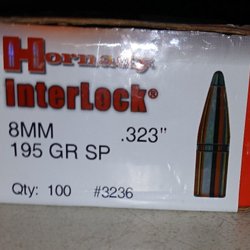 Hornady
InterLock®
8MM .323"
195 GR SP
Qty: 100 #3236